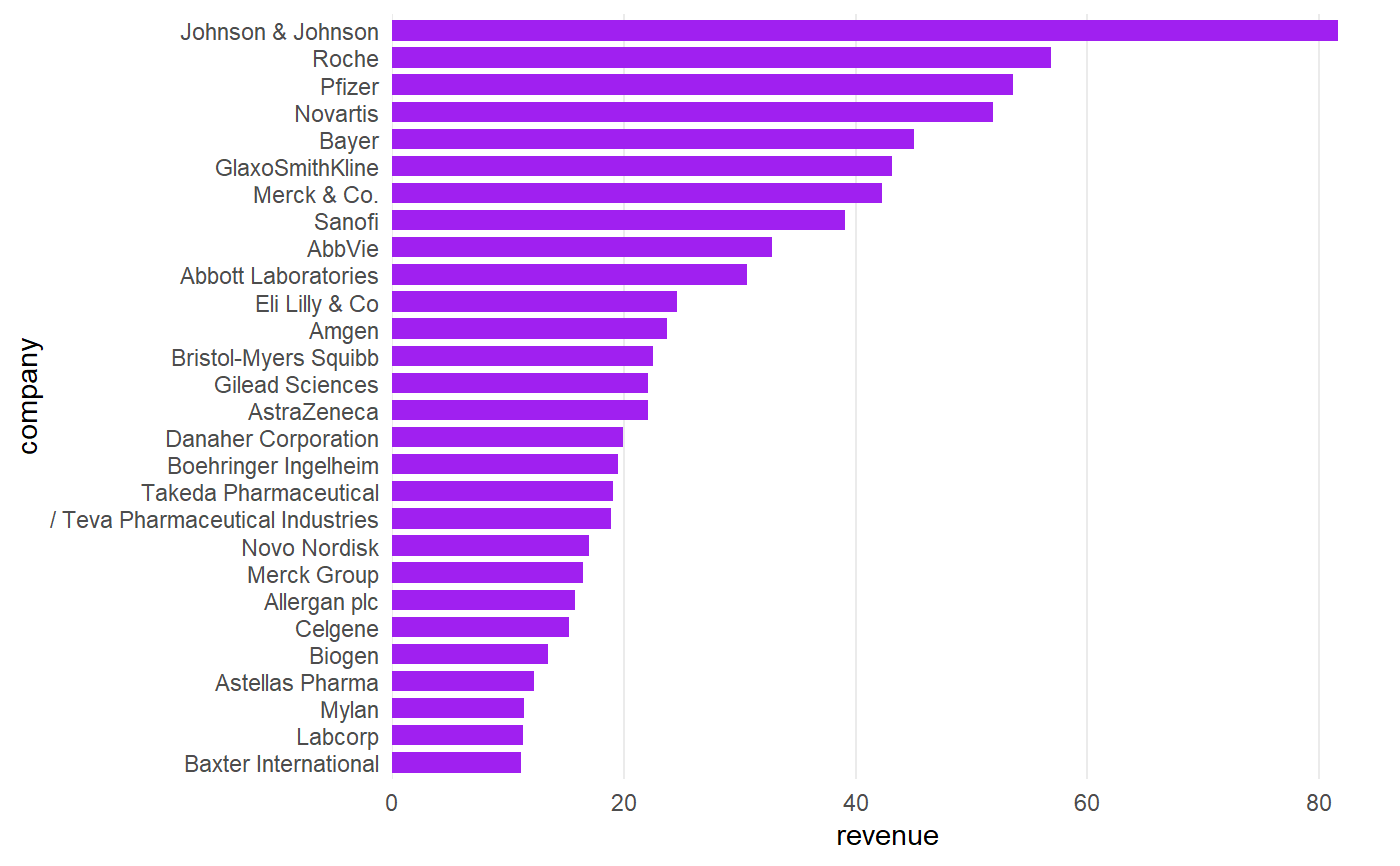 Johnson & Johnson
Roche
Pfizer
Novartis
Bayer
GlaxoSmithKline
Merck & Co.
Sanofi
AbbVie
Abbott Laboratories
Eli Lilly & Co
Amgen
Bristol-Myers Squibb
Gilead Sciences
AstraZeneca
Danaher Corporation
Boehringer Ingelheim
Takeda Pharmaceutical
/ Teva Pharmaceutical Industries
Novo Nordisk
Merck Group
Allergan plc
Celgene
Biogen
Astellas Pharma
Mylan
Labcorp
Baxter International
company
0 20 40 60 80
revenue